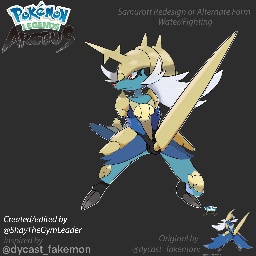 POKÉMON
LEGENDS
ARCEUS
Samurott Redesign or Alternate Form
Water/Fighting
Created/edited by
@ShayTheGymLeader
Inspired by
@dycast_fakemon
Original by
@dycast_fakemon